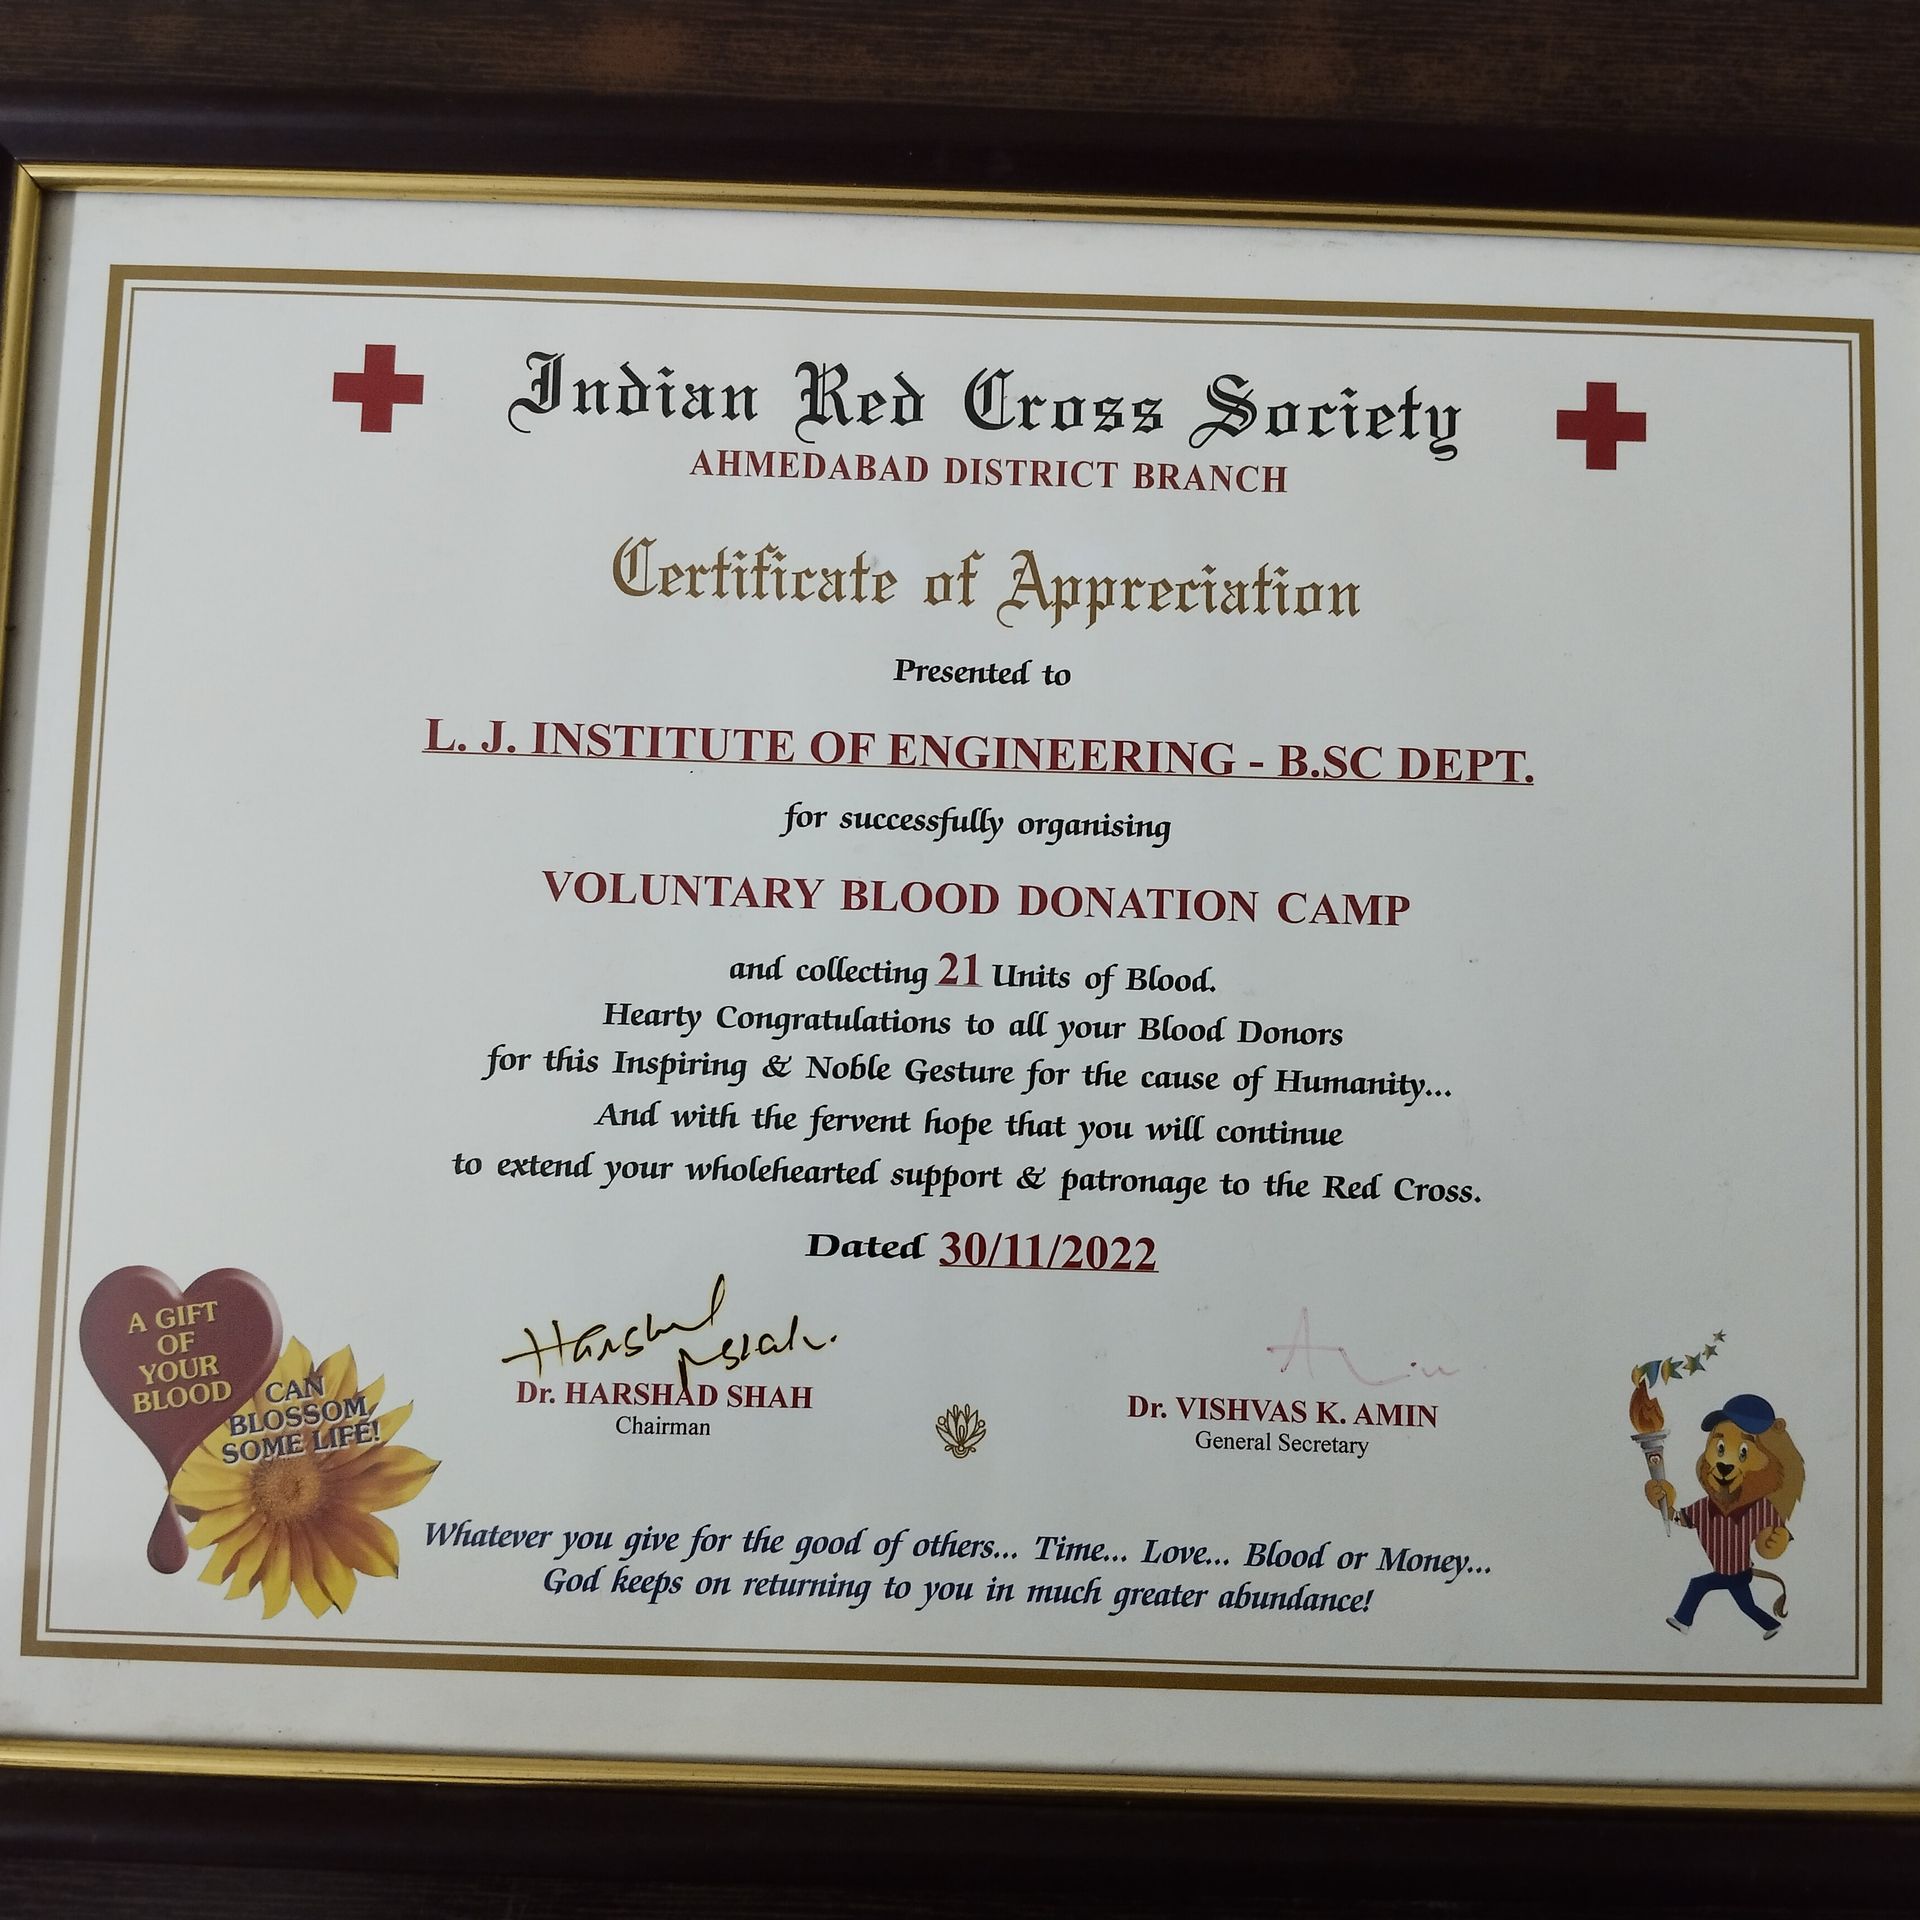 Indian Red Cross Society
AHMEDABAD DISTRICT BRANCH
Certificate of Appreciation
Presented to
L. J. INSTITUTE OF ENGINEERING - B.SC DEPT.
for successfully organising
VOLUNTARY BLOOD DONATION CAMP
and collecting 21 Units of Blood.
Hearty Congratulations to all your Blood Donors
for this Inspiring & Noble Gesture for the cause of Humanity...
And with the fervent hope that you will continue
to extend your wholehearted support & patronage to the Red Cross.
Dated 30/11/2022
A GIFT
OF
YOUR
BLOOD
CAN
BLOSSOM
SOME LIFE!
Harshad
Dr. HARSHAD SHAH
Chairman
Dr. VISHVAS K. AMIN
General Secretary
Whatever you give for the good of others... Time... Love... Blood or Money...
God keeps on returning to you in much greater abundance!